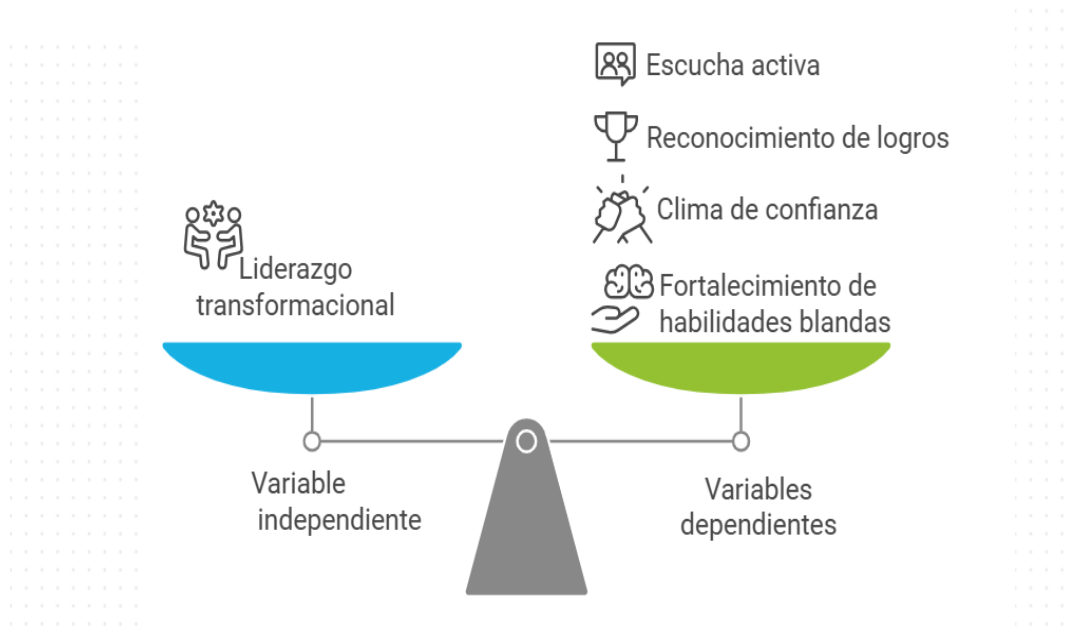 Liderazgo
transformacional
Variable
independiente
Escucha activa
Reconocimiento de logros
Clima de confianza
Fortalecimiento de
habilidades blandas
Variables
dependientes